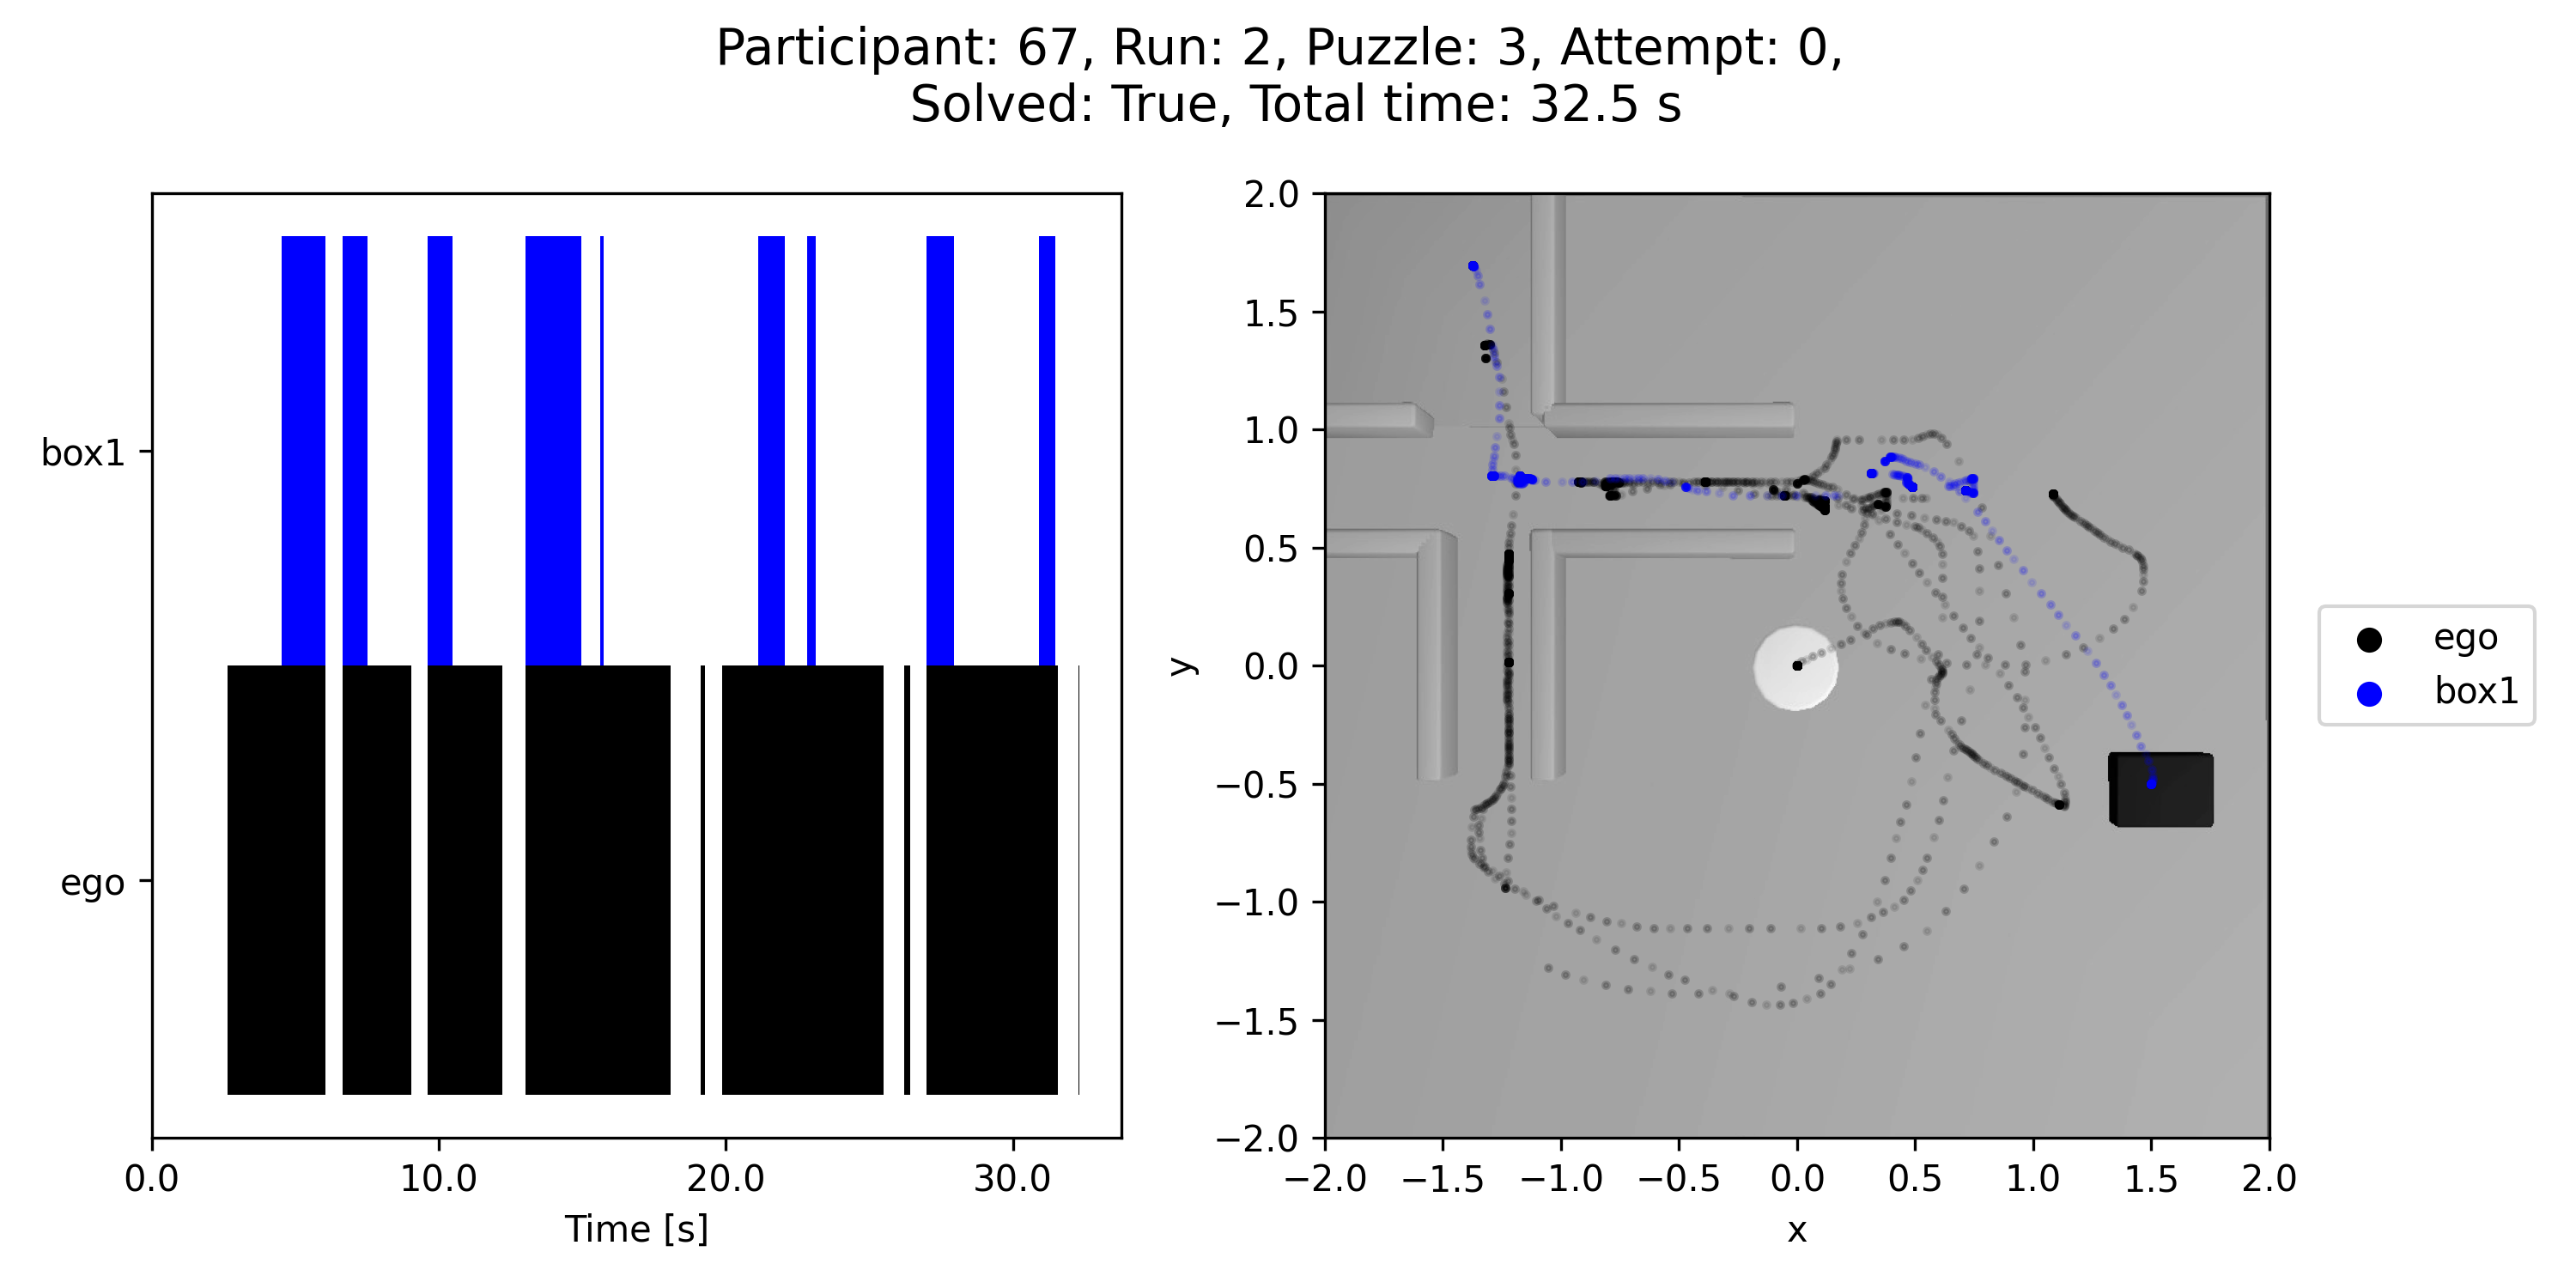 Participant: 67, Run: 2, Puzzle: 3, Attempt: 0,
Solved: True, Total time: 32.5 s
box1
ego
0.0 10.0 20.0 30.0
Time [s]
2.0
1.5
1.0
0.5
0.0
−0.5
−1.0
−1.5
−2.0
y
−2.0 −1.5 −1.0 −0.5 0.0 0.5 1.0 1.5 2.0
x
ego
box1